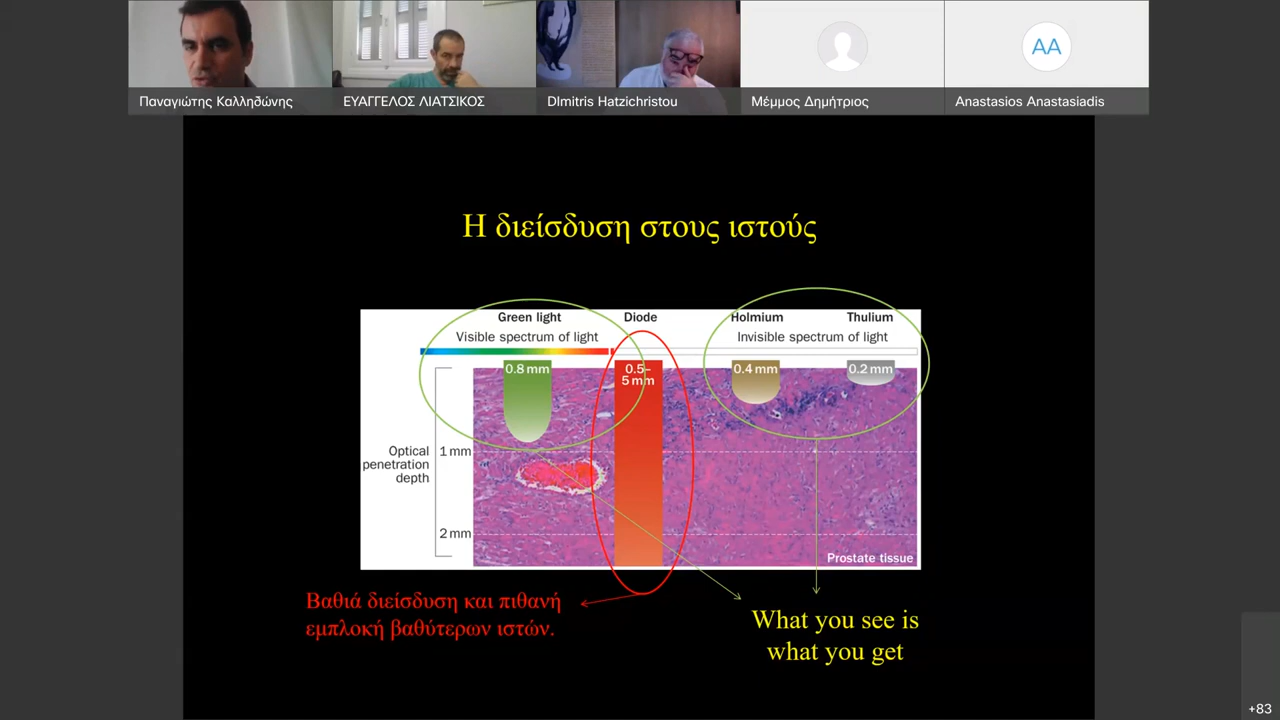 Παναγιώτης Καλληδώνης
ΕΥΑΓΓΕΛΟΣ ΛΙΑΤΣΙΚΟΣ
DImitris Hatzichristou
Μέμμος Δημήτριος
AA
Anastasios Anastasiadis
Η διείσδυση στους ιστούς
Green light
Diode
Holmium
Thulium
Visible spectrum of light
Invisible spectrum of light
0.8 mm
0.5–
5 mm
0.4 mm
0.2 mm
Optical
penetration
depth
1 mm
2 mm
Prostate tissue
Βαθιά διείσδυση και πιθανή
εμπλοκή βαθύτερων ιστών.
What you see is
what you get
+83